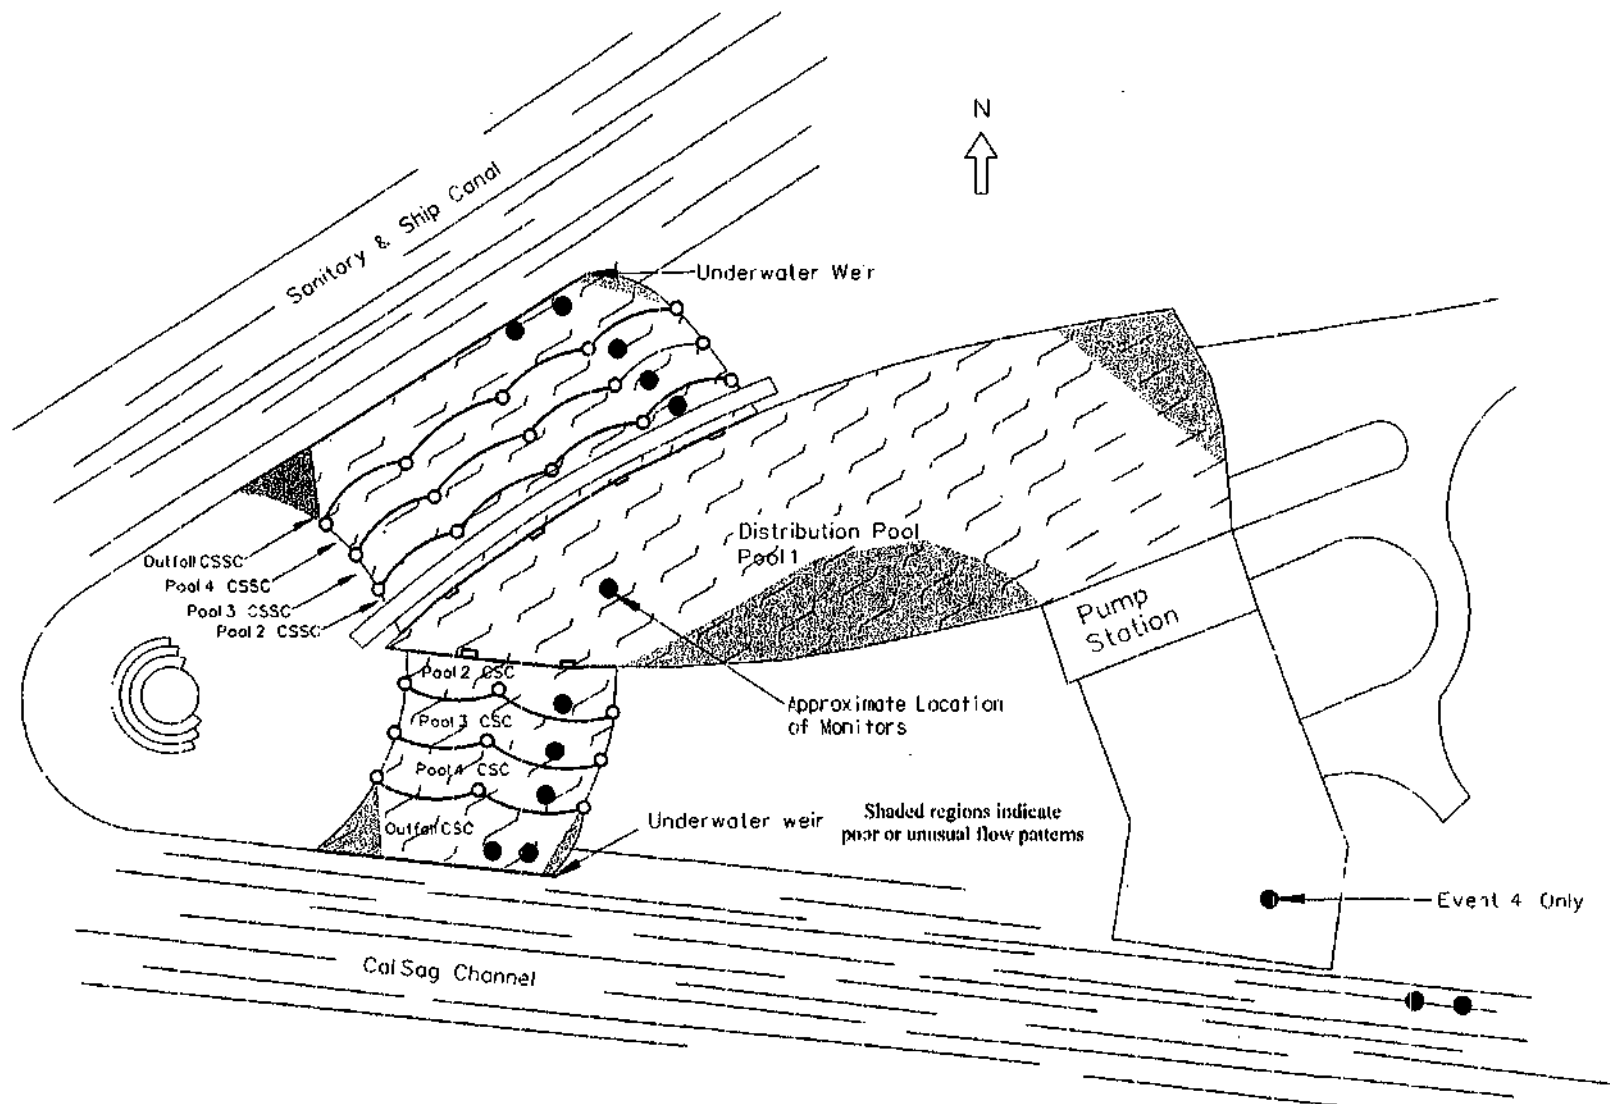 N
Sanitary & Ship Canal
Underwater Weir
Distribution Pool
Pool 1
Outfall CSSC
Pool 4 CSSC
Pool 3 CSSC
Pool 2 CSSC
Pump
Station
Pool 2 CSC
Pool 3 CSC
Pool 4 CSC
Outfall CSC
Approximate Location
of Monitors
Underwater weir
Shaded regions indicate
poor or unusual flow patterns
Event 4 Only
Cal Sag Channel